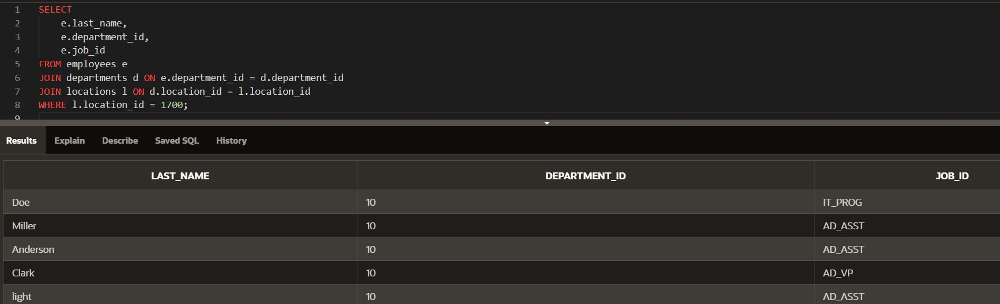 1 SELECT
2 e.last_name,
3 e.department_id,
4 e.job_id
5 FROM employees e
6 JOIN departments d ON e.department_id = d.department_id
7 JOIN locations l ON d.location_id = l.location_id
8 WHERE l.location_id = 1700;
9
Results Explain Describe Saved SQL History
LAST_NAME DEPARTMENT_ID JOB_ID
Doe 10 IT_PROG
Miller 10 AD_ASST
Anderson 10 AD_ASST
Clark 10 AD_VP
light 10 AD_ASST